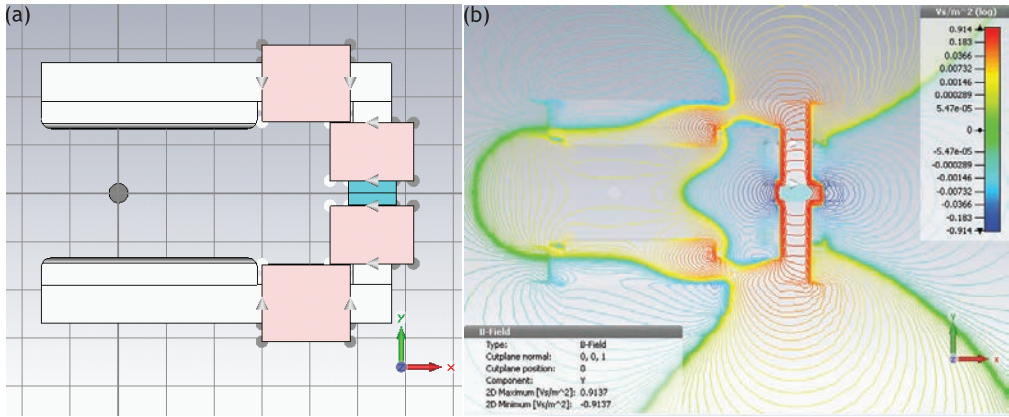 (a)
y
z
x
(b)
Vs/m^2 (log)
0.914
0.183
0.0366
0.00732
0.00146
0.000289
5.47e-05
0
-5.47e-05
-0.000289
-0.00146
-0.00732
-0.0366
-0.183
-0.914
B-Field
Type: B-Field
Cutplane normal: 0, 0, 1
Cutplane position: 0
Component: Y
2D Maximum [Vs/m^2]: 0.9137
2D Minimum [Vs/m^2]: -0.9137
y
z
x